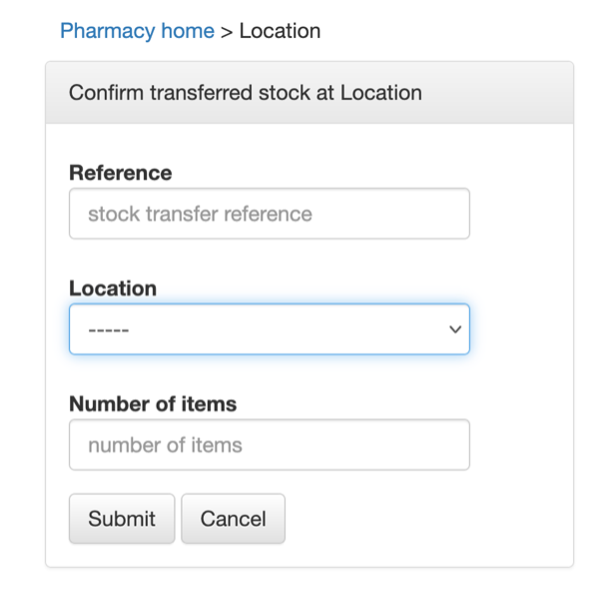 Pharmacy home > Location
Confirm transferred stock at Location
Reference
stock transfer reference
Location
-----
Number of items
number of items
Submit Cancel